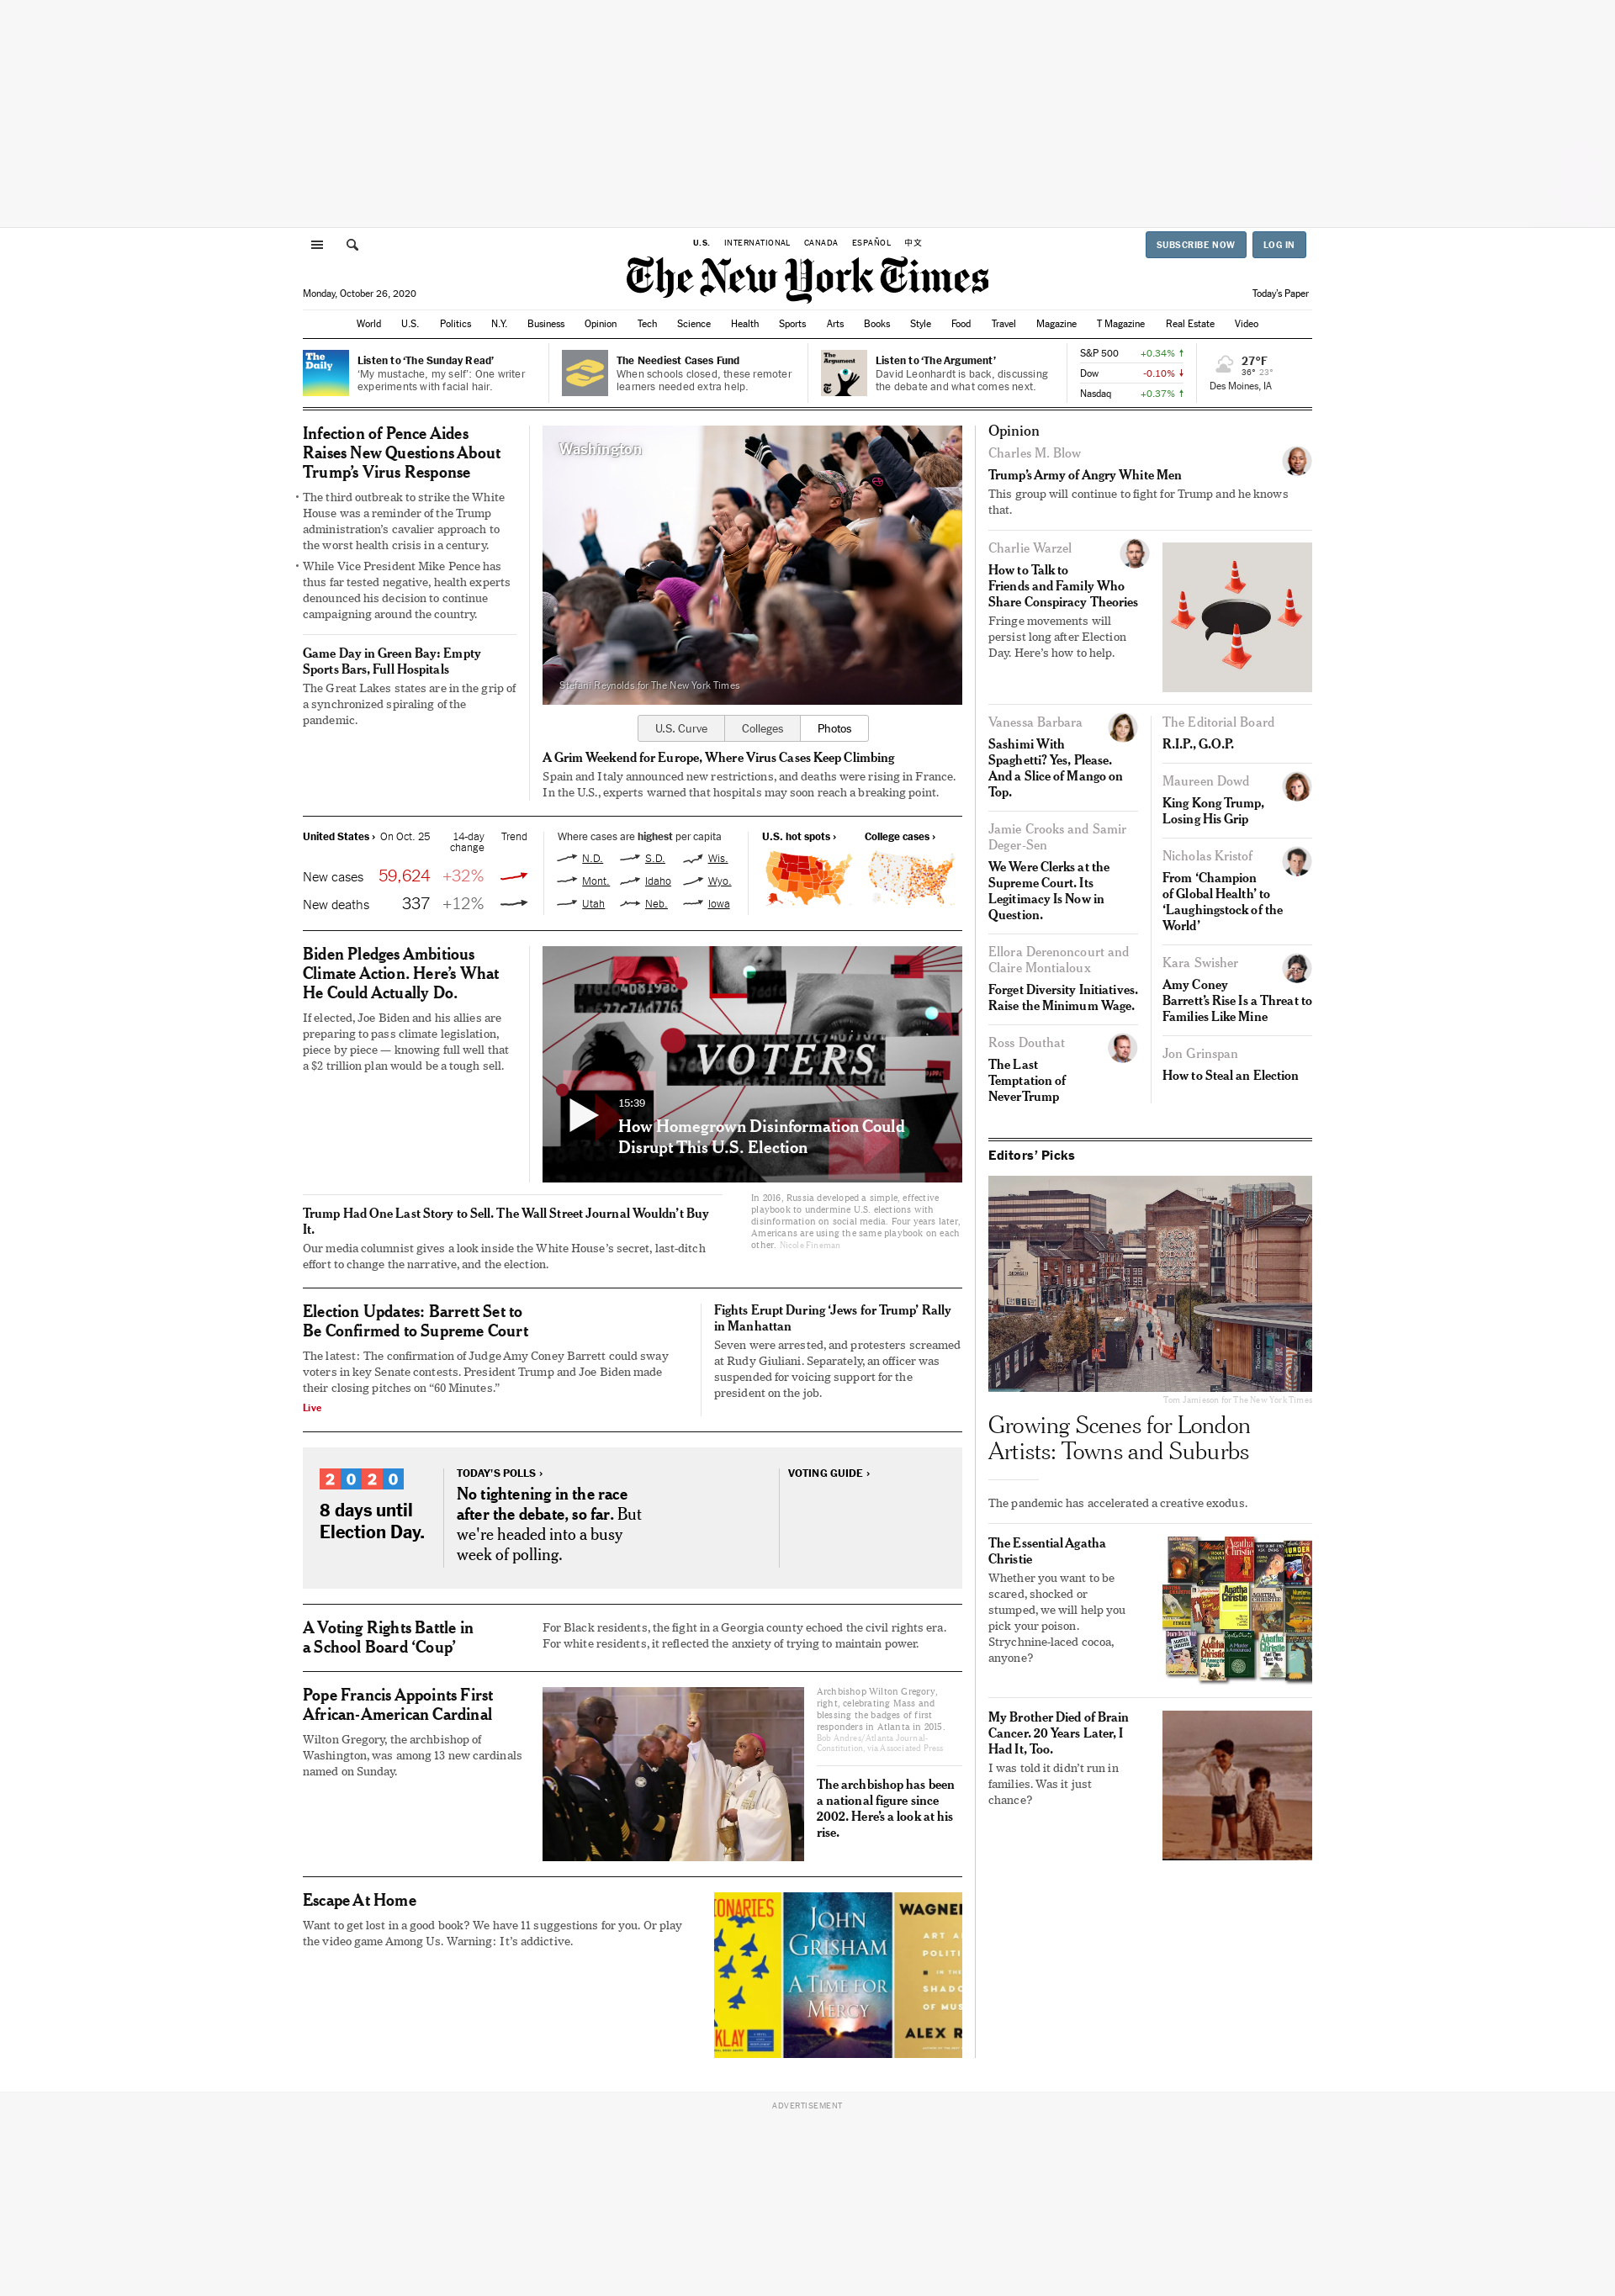 U.S. INTERNATIONAL CANADA ESPAÑOL 中文
SUBSCRIBE NOW LOG IN
The New York Times
Monday, October 26, 2020
Today's Paper
World U.S. Politics N.Y. Business Opinion Tech Science Health Sports Arts Books Style Food Travel Magazine T Magazine Real Estate Video
The
Daily
Listen to ‘The Sunday Read’
‘My mustache, my self’: One writer
experiments with facial hair.
The Neediest Cases Fund
When schools closed, these remoter
learners needed extra help.
The
Argument
Listen to ‘The Argument’
David Leonhardt is back, discussing
the debate and what comes next.
S&P 500 +0.34% ↑
Dow -0.10% ↓
Nasdaq +0.37% ↑
27°F
36° 23°
Des Moines, IA
Infection of Pence Aides
Raises New Questions About
Trump’s Virus Response
• The third outbreak to strike the White
House was a reminder of the Trump
administration’s cavalier approach to
the worst health crisis in a century.
• While Vice President Mike Pence has
thus far tested negative, health experts
denounced his decision to continue
campaigning around the country.
Game Day in Green Bay: Empty
Sports Bars, Full Hospitals
The Great Lakes states are in the grip of
a synchronized spiraling of the
pandemic.
Washington
Stefani Reynolds for The New York Times
U.S. Curve Colleges Photos
A Grim Weekend for Europe, Where Virus Cases Keep Climbing
Spain and Italy announced new restrictions, and deaths were rising in France.
In the U.S., experts warned that hospitals may soon reach a breaking point.
United States › On Oct. 25 14-day Trend
change
New cases 59,624 +32%
New deaths 337 +12%
Where cases are highest per capita
N.D. S.D. Wis.
Mont. Idaho Wyo.
Utah Neb. Iowa
U.S. hot spots › College cases ›
Biden Pledges Ambitious
Climate Action. Here’s What
He Could Actually Do.
If elected, Joe Biden and his allies are
preparing to pass climate legislation,
piece by piece — knowing full well that
a $2 trillion plan would be a tough sell.
VOTERS
15:39
How Homegrown Disinformation Could
Disrupt This U.S. Election
In 2016, Russia developed a simple, effective
playbook to undermine U.S. elections with
disinformation on social media. Four years later,
Americans are using the same playbook on each
other. Nicole Fineman
Trump Had One Last Story to Sell. The Wall Street Journal Wouldn’t Buy
It.
Our media columnist gives a look inside the White House’s secret, last-ditch
effort to change the narrative, and the election.
Election Updates: Barrett Set to
Be Confirmed to Supreme Court
The latest: The confirmation of Judge Amy Coney Barrett could sway
voters in key Senate contests. President Trump and Joe Biden made
their closing pitches on “60 Minutes.”
Live
Fights Erupt During ‘Jews for Trump’ Rally
in Manhattan
Seven were arrested, and protesters screamed
at Rudy Giuliani. Separately, an officer was
suspended for voicing support for the
president on the job.
2020
8 days until
Election Day.
TODAY’S POLLS ›
No tightening in the race
after the debate, so far. But
we're headed into a busy
week of polling.
VOTING GUIDE ›
A Voting Rights Battle in
a School Board ‘Coup’
For Black residents, the fight in a Georgia county echoed the civil rights era.
For white residents, it reflected the anxiety of trying to maintain power.
Pope Francis Appoints First
African-American Cardinal
Wilton Gregory, the archbishop of
Washington, was among 13 new cardinals
named on Sunday.
Archbishop Wilton Gregory,
right, celebrating Mass and
blessing the badges of first
responders in Atlanta in 2015.
Bob Andres/Atlanta Journal-
Constitution, via Associated Press
The archbishop has been
a national figure since
2002. Here’s a look at his
rise.
Escape At Home
Want to get lost in a good book? We have 11 suggestions for you. Or play
the video game Among Us. Warning: It’s addictive.
ONARIES
KLAY
JOHN
GRISHAM
A TIME FOR
MERCY
WAGNER
ART A
POLITI
IN THE
SHADO
OF MUS
ALEX R
Opinion
Charles M. Blow
Trump’s Army of Angry White Men
This group will continue to fight for Trump and he knows
that.
Charlie Warzel
How to Talk to
Friends and Family Who
Share Conspiracy Theories
Fringe movements will
persist long after Election
Day. Here’s how to help.
Vanessa Barbara
Sashimi With
Spaghetti? Yes, Please.
And a Slice of Mango on
Top.
Jamie Crooks and Samir
Deger-Sen
We Were Clerks at the
Supreme Court. Its
Legitimacy Is Now in
Question.
Ellora Derenoncourt and
Claire Montialoux
Forget Diversity Initiatives.
Raise the Minimum Wage.
Ross Douthat
The Last
Temptation of
NeverTrump
The Editorial Board
R.I.P., G.O.P.
Maureen Dowd
King Kong Trump,
Losing His Grip
Nicholas Kristof
From ‘Champion
of Global Health’ to
‘Laughingstock of the
World’
Kara Swisher
Amy Coney
Barrett’s Rise Is a Threat to
Families Like Mine
Jon Grinspan
How to Steal an Election
Editors’ Picks
Tom Jamieson for The New York Times
Growing Scenes for London
Artists: Towns and Suburbs
The pandemic has accelerated a creative exodus.
The Essential Agatha
Christie
Whether you want to be
scared, shocked or
stumped, we will help you
pick your poison.
Strychnine-laced cocoa,
anyone?
My Brother Died of Brain
Cancer. 20 Years Later, I
Had It, Too.
I was told it didn’t run in
families. Was it just
chance?
ADVERTISEMENT